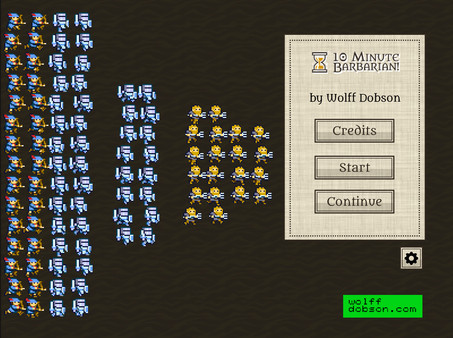 10 Minute
Barbarian!
by Wolff Dobson
Credits
Start
Continue
wolff
dobson.com